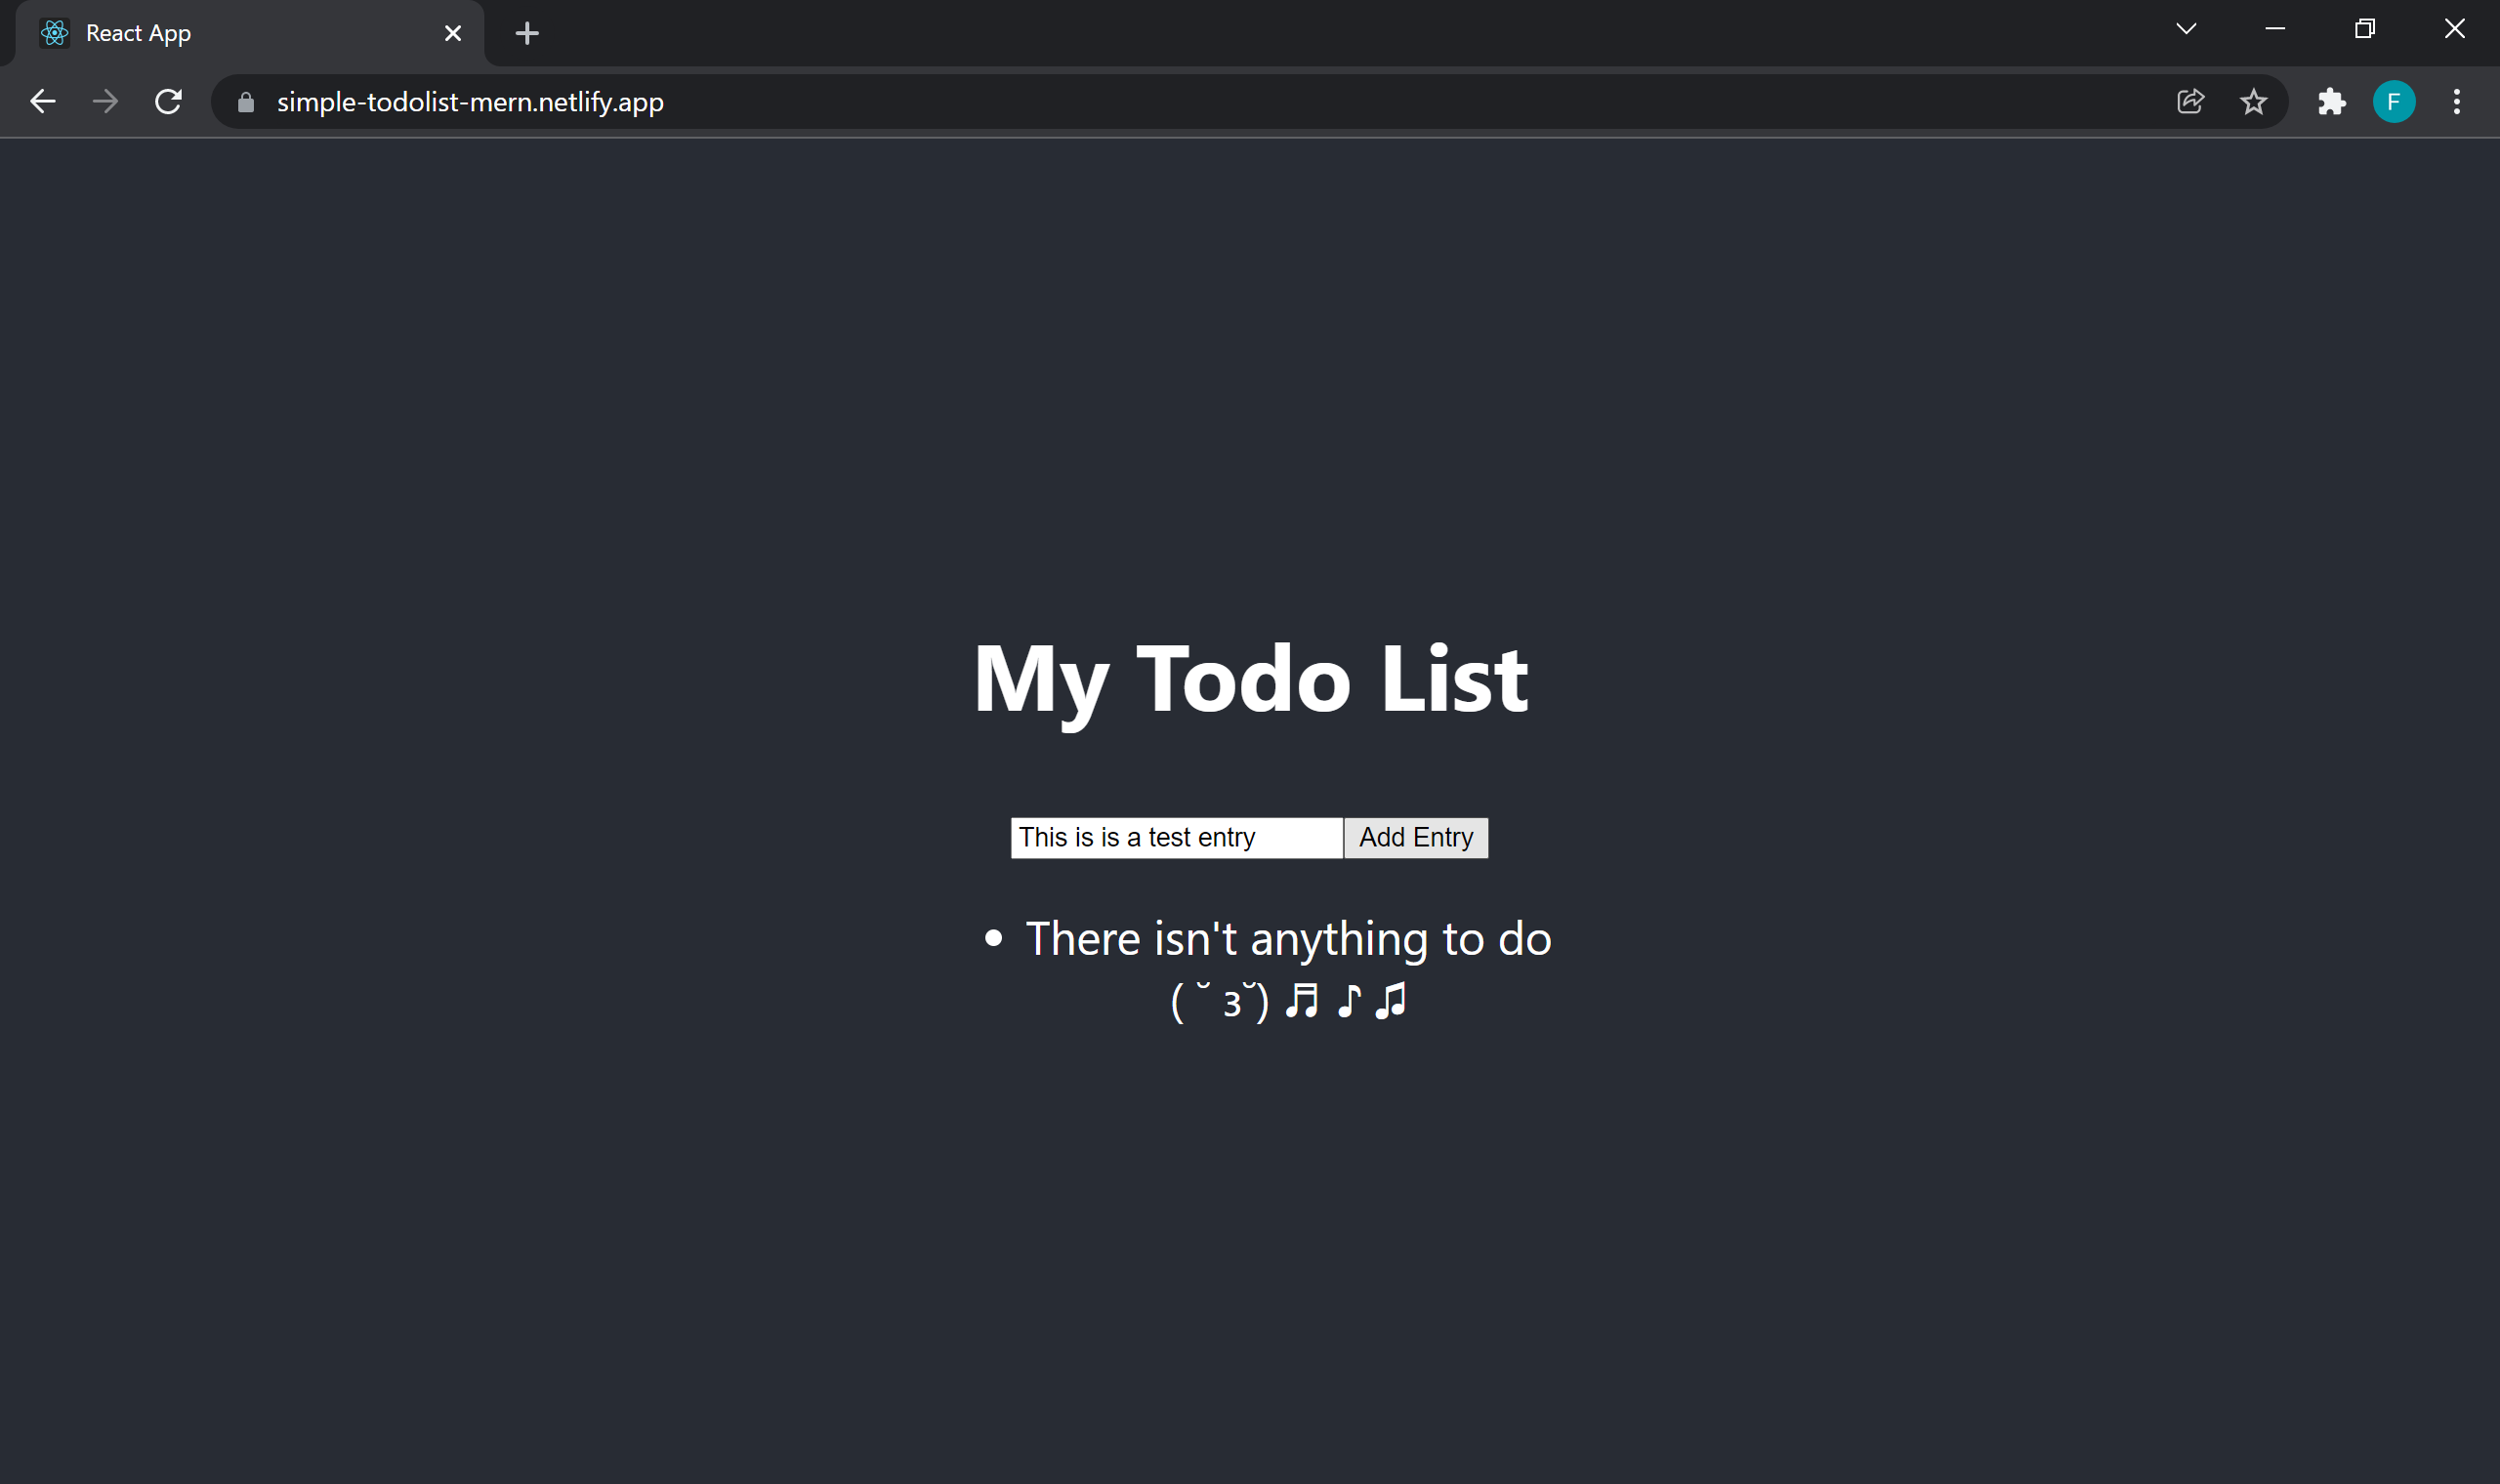 React App
simple-todolist-mern.netlify.app
F
My Todo List
This is is a test entry
Add Entry
There isn't anything to do
( ˘ ɜ˘) ♬ ♪ ♫